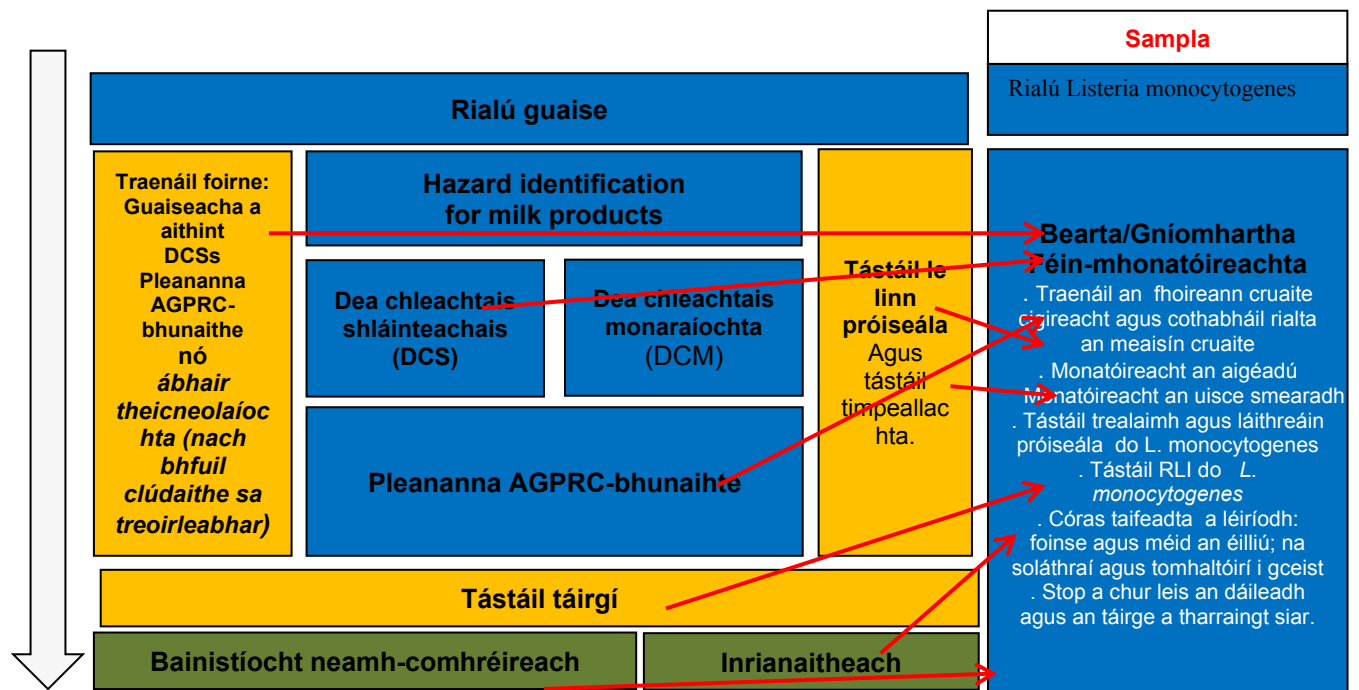 Sampla
Rialú Listeria monocytogenes
Rialú guaise
Traenáil foirne:
Guaiseacha a
aithint
DCSs
Pleananna
AGPRC-
bhunaithe
nó
ábhair
theicneolaíoc
hta (nach
bhfuil
clúdaithe sa
treoirleabhar)
Hazard identification
for milk products
Dea chleachtais
shláinteachais
(DCS)
Dea chleachtais
monaraíochta
(DCM)
Pleananna AGPRC-bhunaihte
Tástáil le
linn
próiseála
Agus
tástáil
timpeallac
hta.
Tástáil táirgí
Bainistíocht neamh-comhréireach
Inrianaitheach
Bearta/Gníomhartha
Féin-mhonatóireachta
. Traenáil an fhoireann cruaite
cigireacht agus cothabháil rialta
an meaisín cruaite
. Monatóireacht an aigéadú
Monatóireacht an uisce smearadh
. Tástáil trealaimh agus láithreáin
próiseála do L. monocytogenes
. Tástáil RLI do L.
monocytogenes
. Córas taifeadta a léiríodh:
foinse agus méid an éilliú; na
soláthraí agus tomhaltóirí i gceist
. Stop a chur leis an dáileadh
agus an táirge a tharraingt siar.